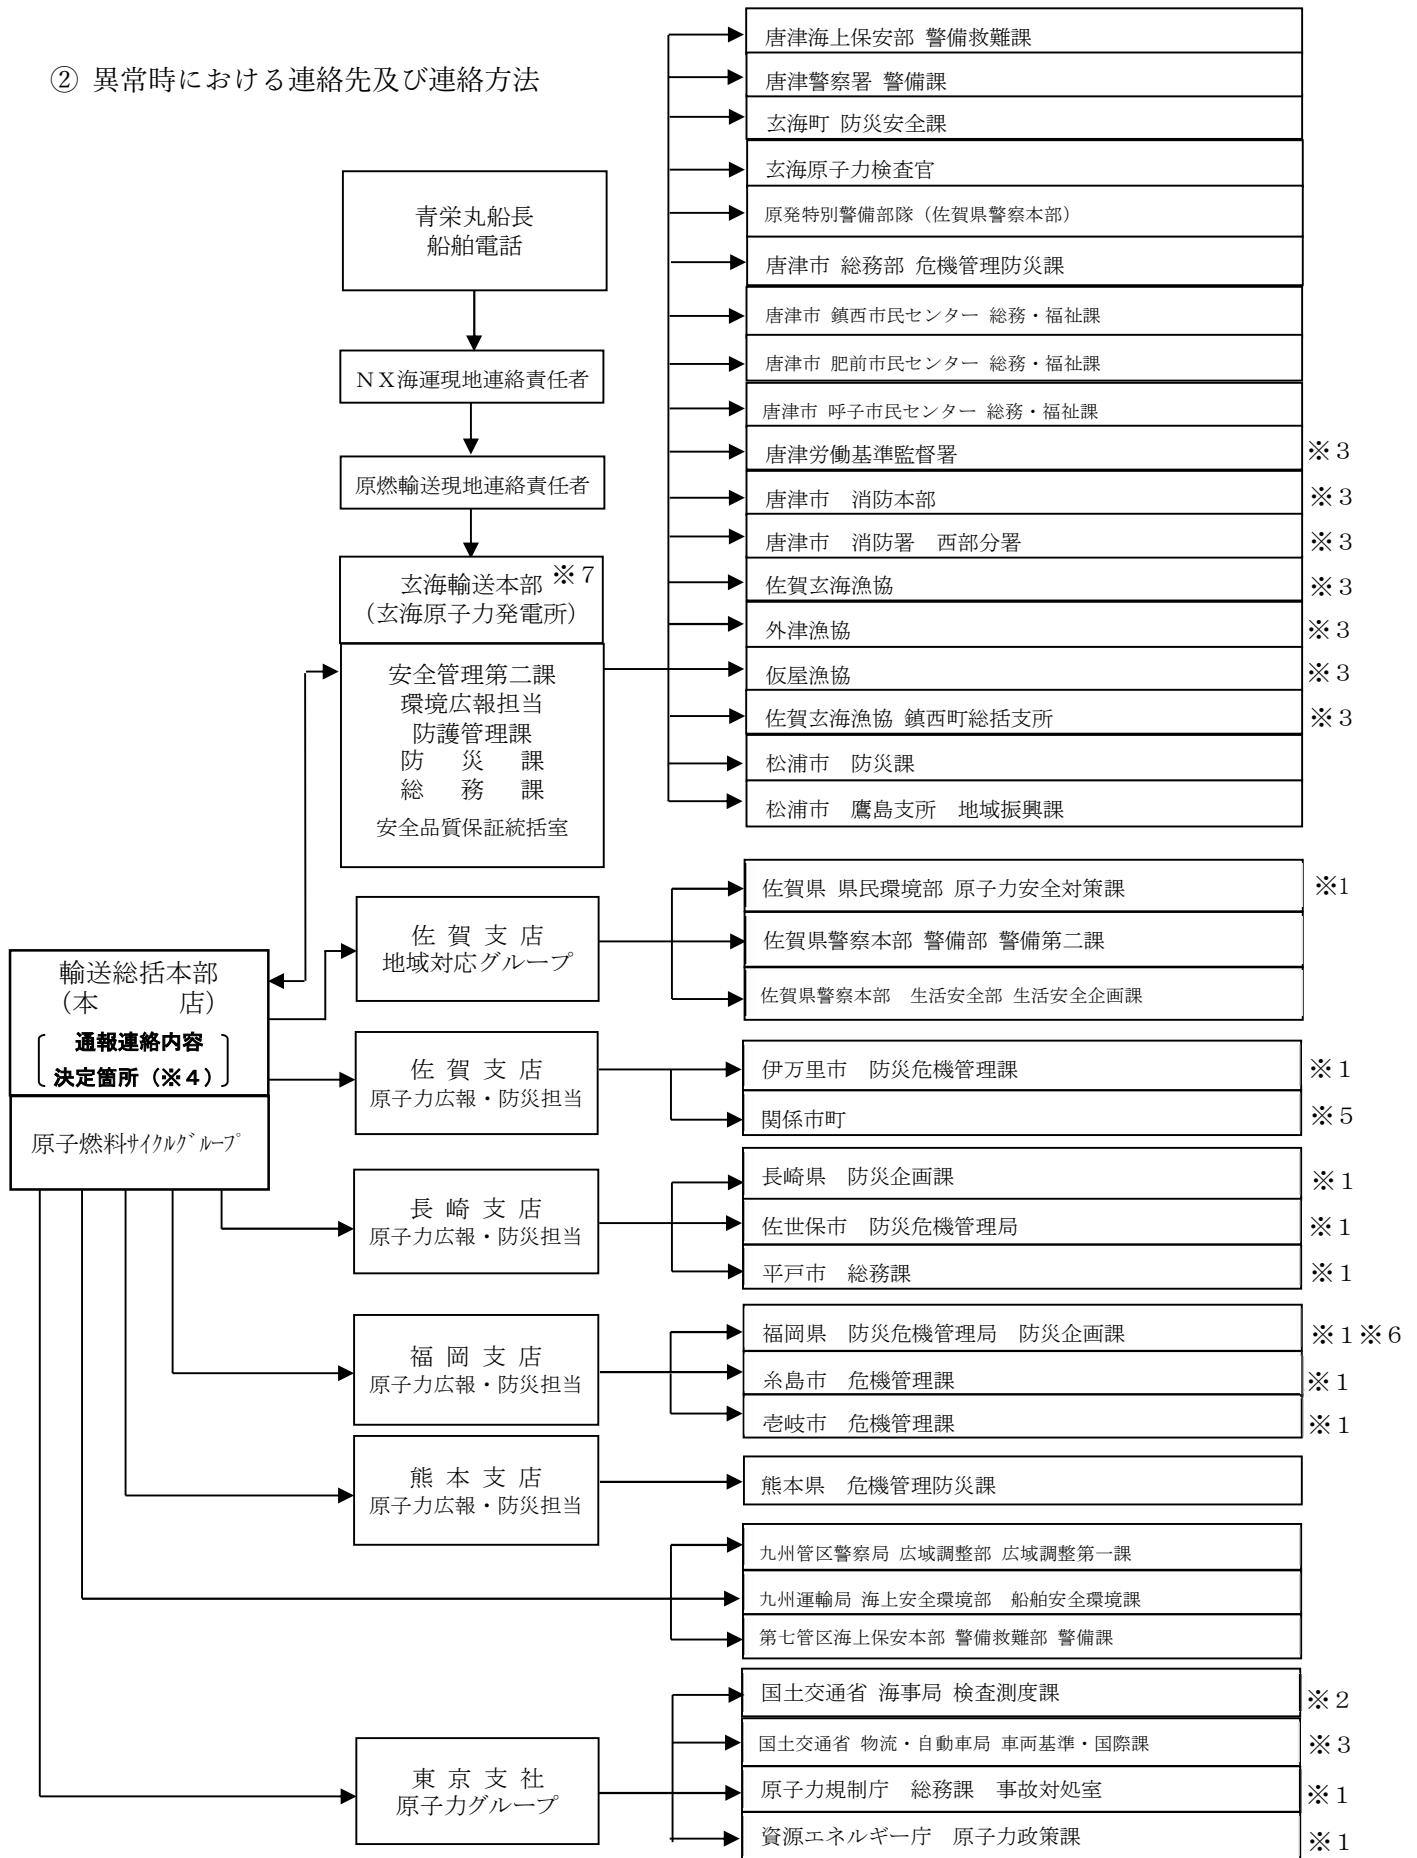 ② 異常時における連絡先及び連絡方法
青栄丸船長
船舶電話
NX海運現地連絡責任者
原燃輸送現地連絡責任者
玄海輸送本部 ※7
(玄海原子力発電所)
安全管理第二課
環境広報担当
防護管理課
防 災 課
総 務 課
安全品質保証統括室
唐津海上保安部 警備救難課
唐津警察署 警備課
玄海町 防災安全課
玄海原子力検査官
原発特別警備部隊(佐賀県警察本部)
唐津市 総務部 危機管理防災課
唐津市 鎮西市民センター 総務・福祉課
唐津市 肥前市民センター 総務・福祉課
唐津市 呼子市民センター 総務・福祉課
唐津労働基準監督署 ※3
唐津市 消防本部 ※3
唐津市 消防署 西部分署 ※3
佐賀玄海漁協 ※3
外津漁協 ※3
仮屋漁協 ※3
佐賀玄海漁協 鎮西町総括支所 ※3
松浦市 防災課
松浦市 鷹島支所 地域振興課
輸送総括本部
(本 店)
通報連絡内容
決定箇所(※4)
原子燃料サイクルグループ
佐 賀 支 店
地域対応グループ
佐賀県 県民環境部 原子力安全対策課 ※1
佐賀県警察本部 警備部 警備第二課
佐賀県警察本部 生活安全部 生活安全企画課
佐 賀 支 店
原子力広報・防災担当
伊万里市 防災危機管理課 ※1
関係市町 ※5
長 崎 支 店
原子力広報・防災担当
長崎県 防災企画課 ※1
佐世保市 防災危機管理局 ※1
平戸市 総務課 ※1
福 岡 支 店
原子力広報・防災担当
福岡県 防災危機管理局 防災企画課 ※1※6
糸島市 危機管理課 ※1
壱岐市 危機管理課 ※1
熊 本 支 店
原子力広報・防災担当
熊本県 危機管理防災課
九州管区警察局 広域調整部 広域調整第一課
九州運輸局 海上安全環境部 船舶安全環境課
第七管区海上保安本部 警備救難部 警備課
東 京 支 社
原子力グループ
国土交通省 海事局 検査測度課 ※2
国土交通省 物流・自動車局 車両基準・国際課 ※3
原子力規制庁 総務課 事故対処室 ※1
資源エネルギー庁 原子力政策課 ※1